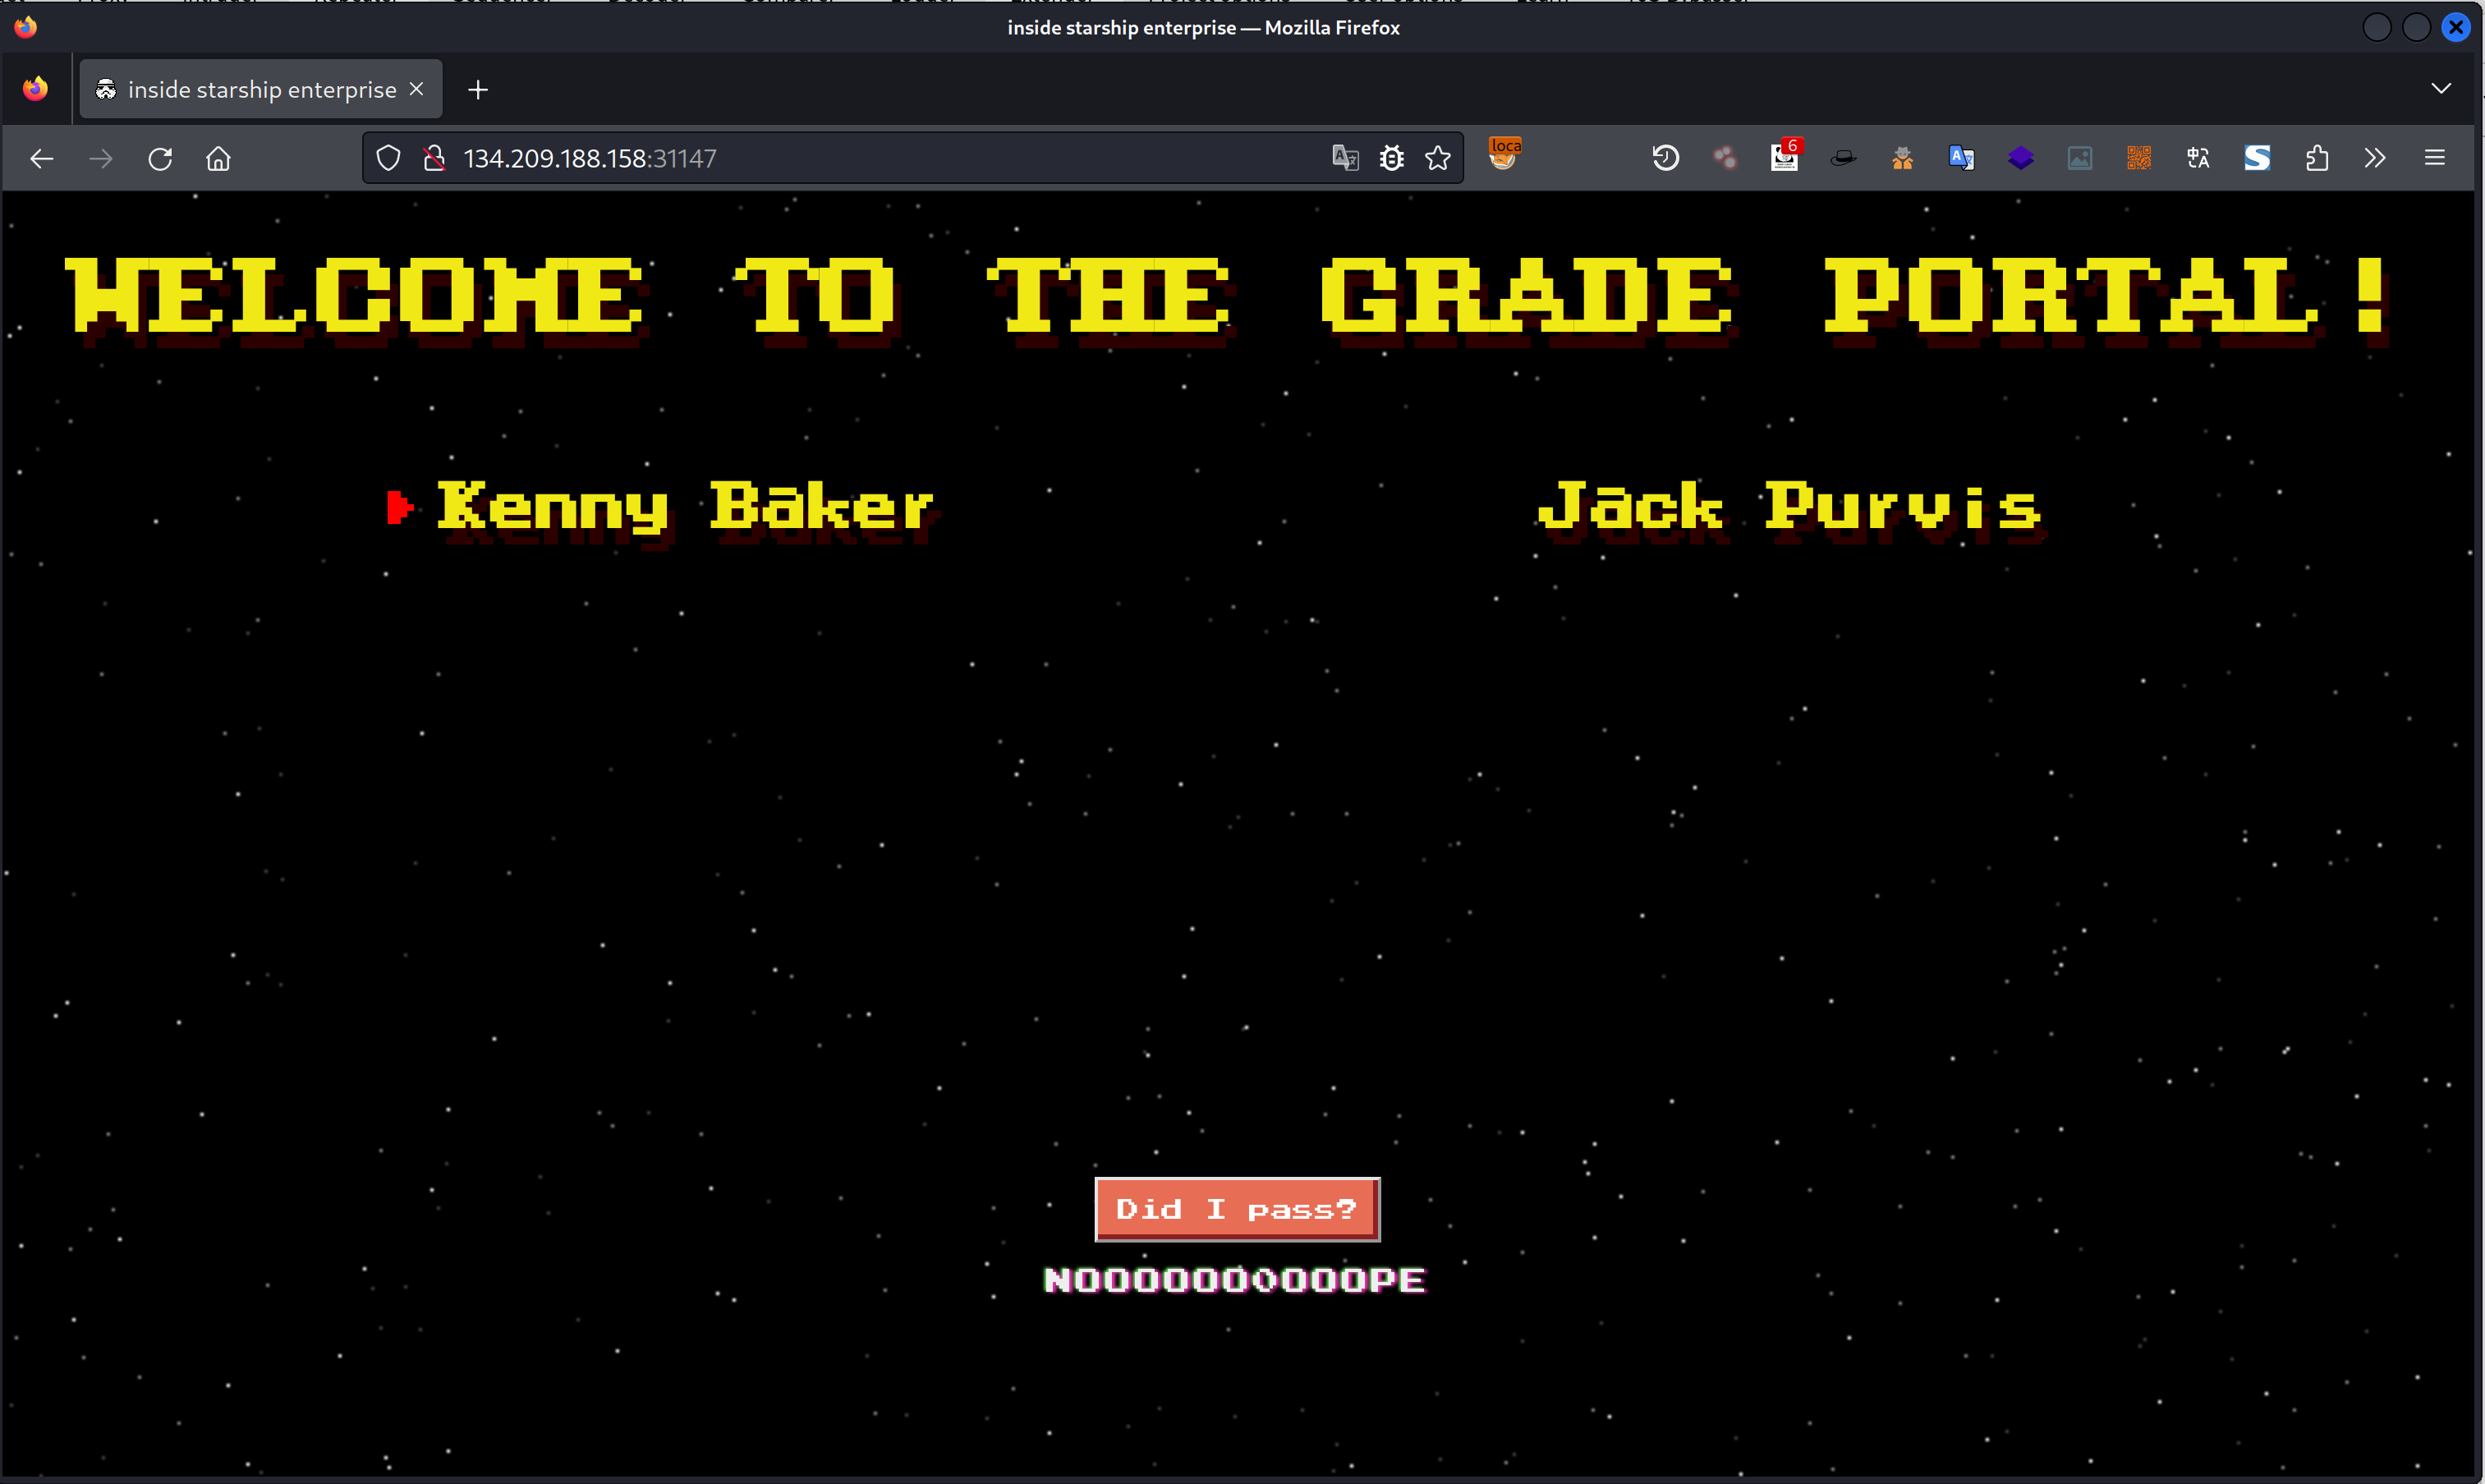 inside starship enterprise — Mozilla Firefox
inside starship enterprise
134.209.188.158:31147
loca
6
WELCOME TO THE GRADE PORTAL!
Kenny Baker Jack Purvis
Did I pass?
NOOOOOOOOOOOPE